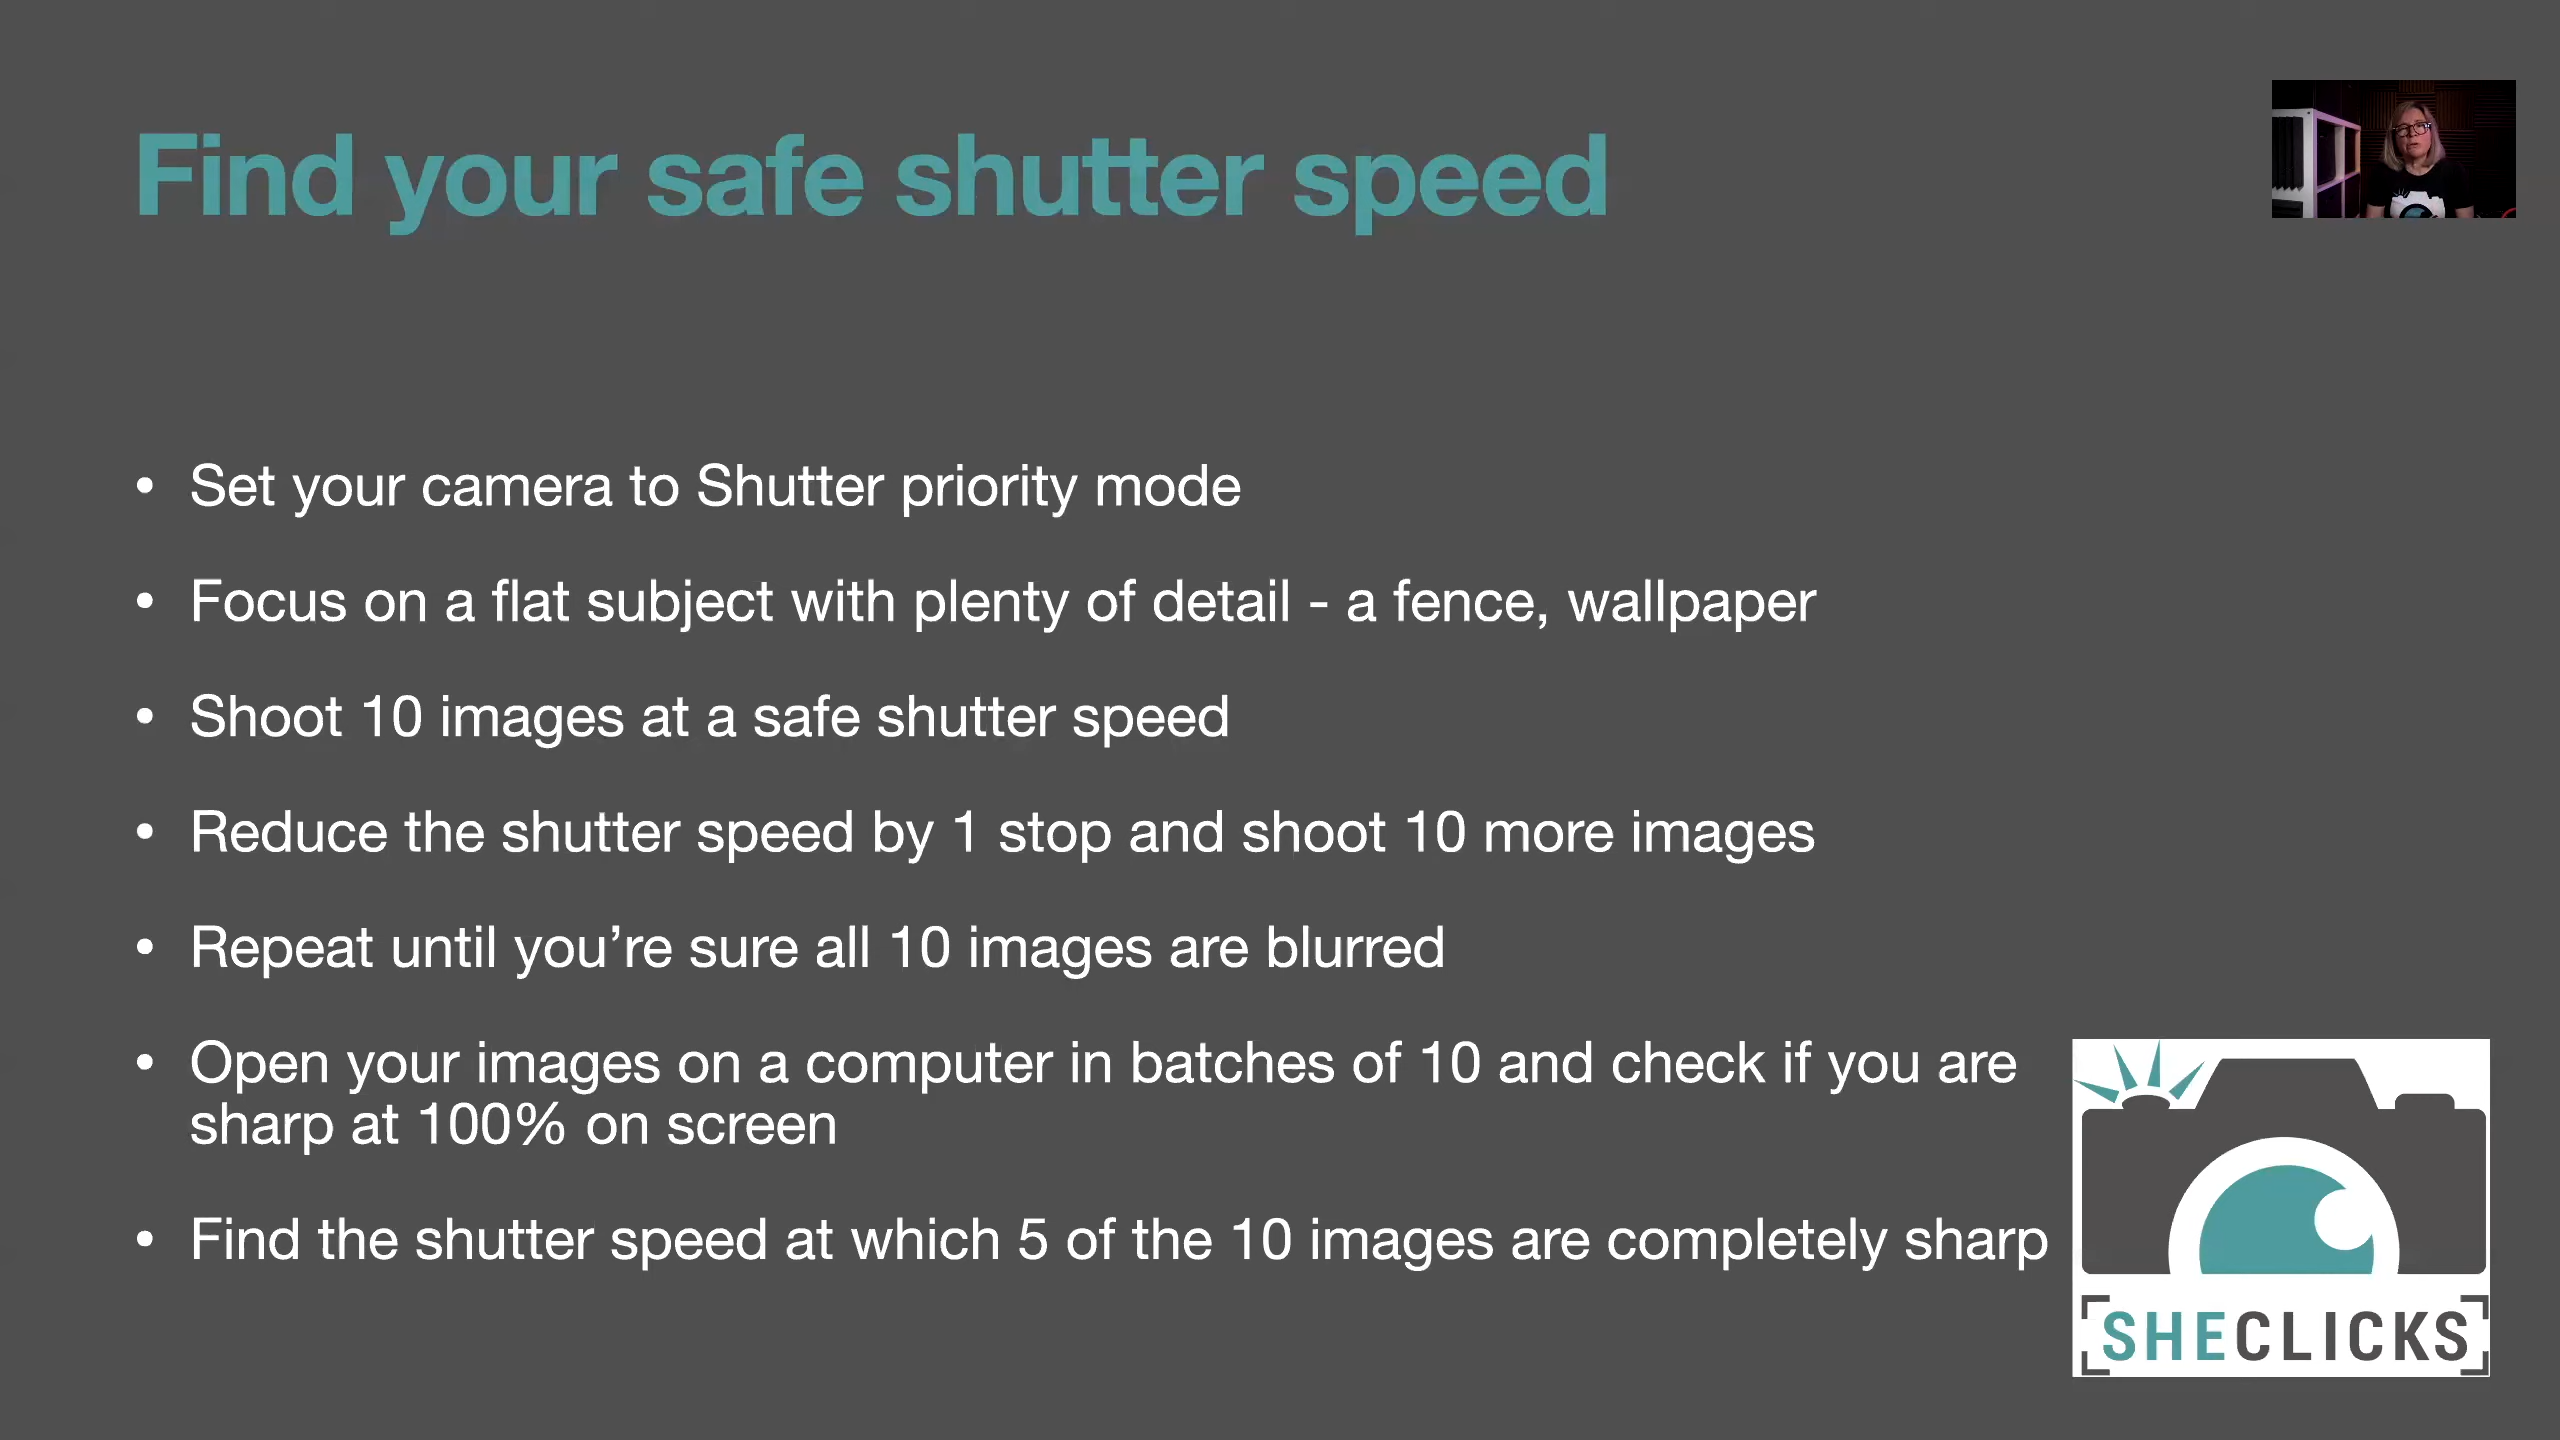 Find your safe shutter speed
• Set your camera to Shutter priority mode
• Focus on a flat subject with plenty of detail - a fence, wallpaper
• Shoot 10 images at a safe shutter speed
• Reduce the shutter speed by 1 stop and shoot 10 more images
• Repeat until you’re sure all 10 images are blurred
• Open your images on a computer in batches of 10 and check if you are
sharp at 100% on screen
• Find the shutter speed at which 5 of the 10 images are completely sharp
SHECLICKS